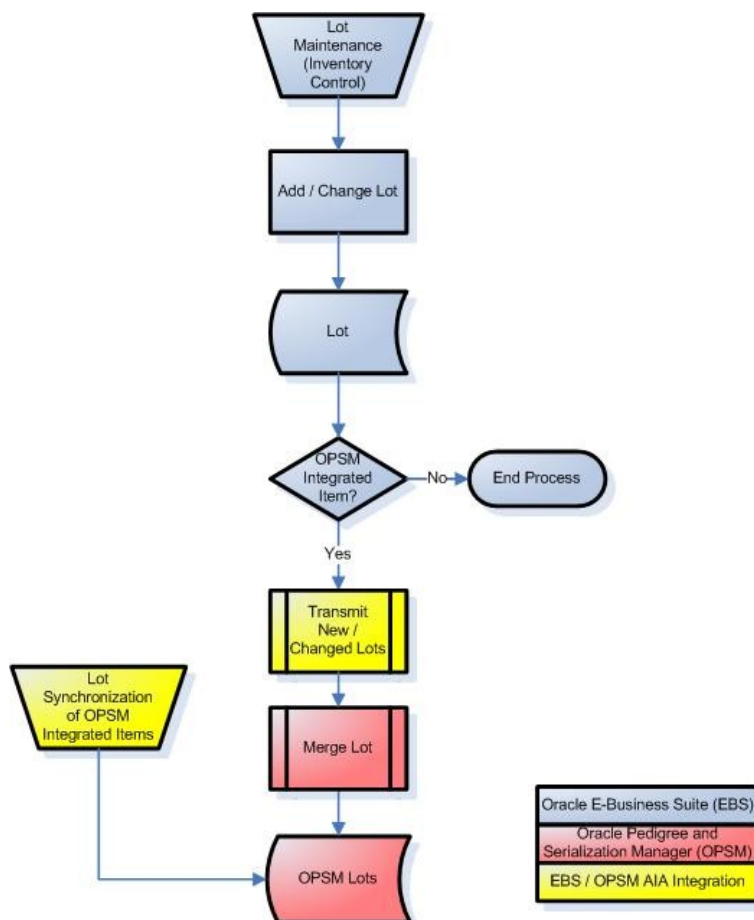 Lot
Maintenance
(Inventory
Control)
Add / Change Lot
Lot
OPSM
Integrated
Item?
No
End Process
Yes
Transmit
New /
Changed Lots
Lot
Synchronization
of OPSM
Integrated Items
Merge Lot
OPSM Lots
Oracle E-Business Suite (EBS)
Oracle Pedigree and
Serialization Manager (OPSM)
EBS / OPSM AIA Integration